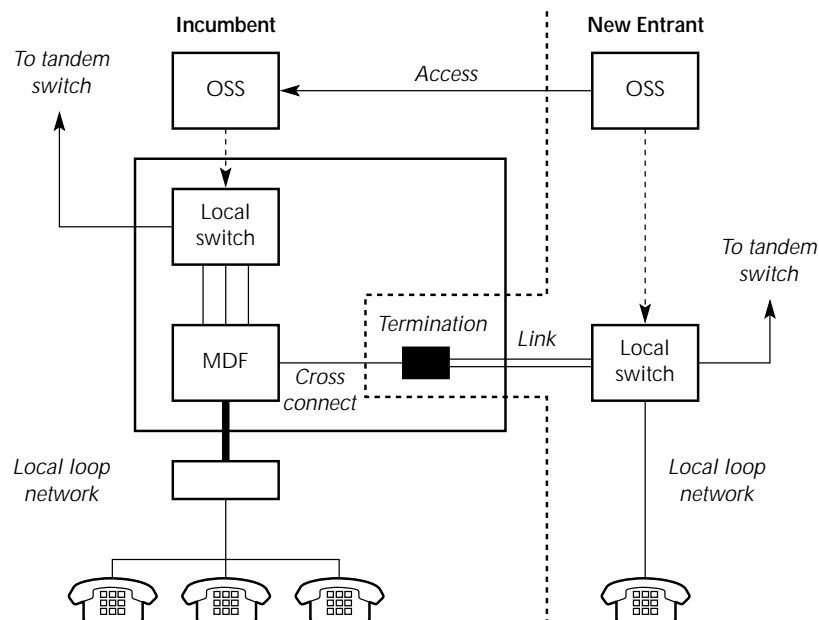 Incumbent
New Entrant
To tandem
switch
OSS
Access
OSS
Local
switch
To tandem
switch
Termination
Link
MDF
Cross
connect
Local
switch
Local loop
network
Local loop
network